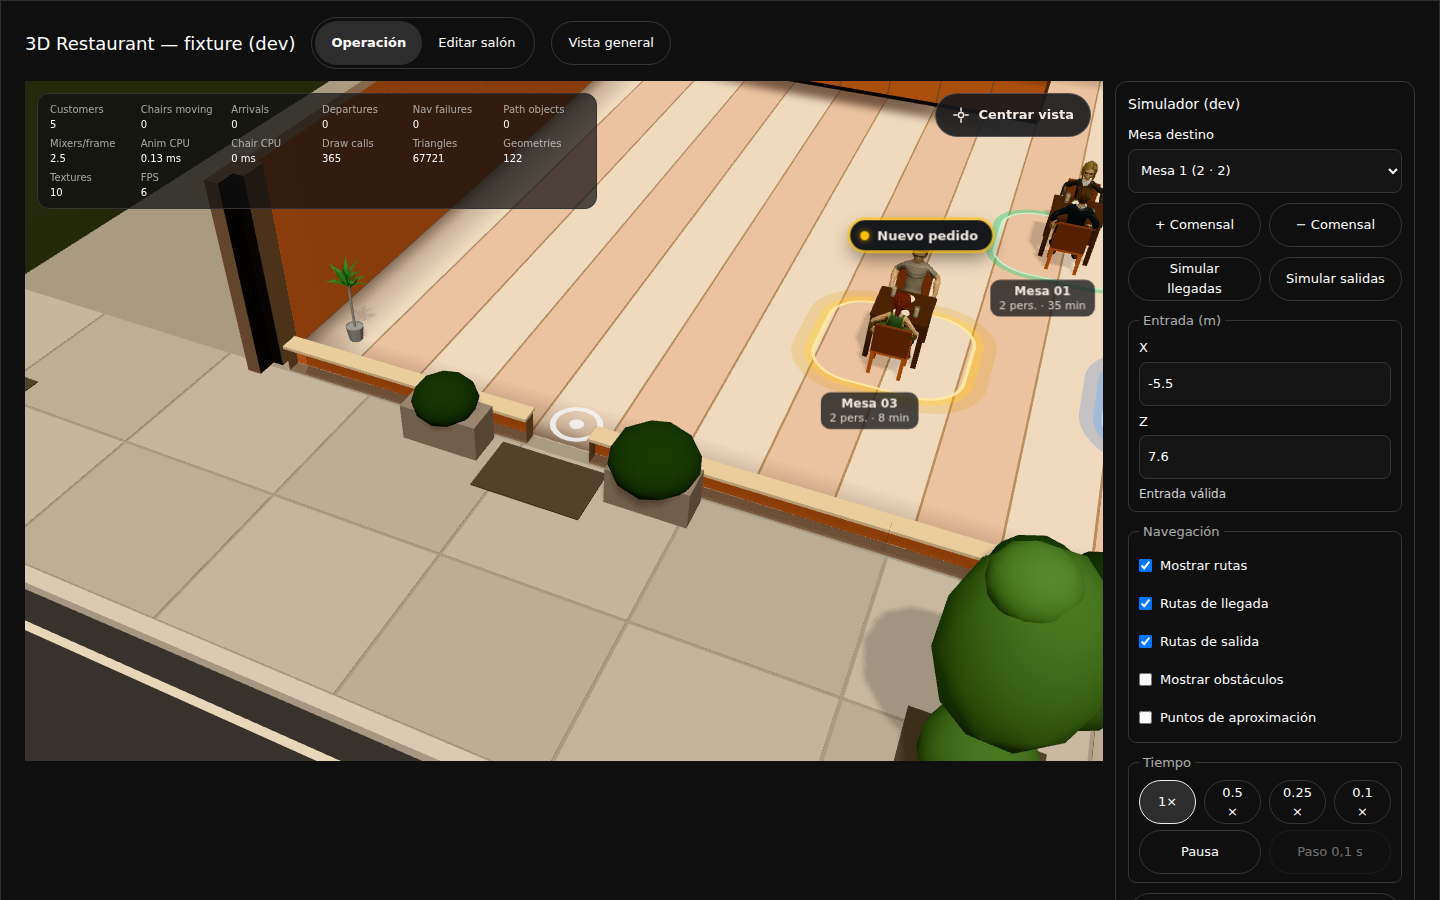 3D Restaurant — fixture (dev)
Operación
Editar salón
Vista general
Customers
5
Chairs moving
0
Arrivals
0
Departures
0
Nav failures
0
Path objects
0
Mixers/frame
2.5
Anim CPU
0.13 ms
Chair CPU
0 ms
Draw calls
365
Triangles
67721
Geometries
122
Textures
10
FPS
6
Centrar vista
Nuevo pedido
Mesa 01
2 pers. · 35 min
Mesa 03
2 pers. · 8 min
Simulador (dev)
Mesa destino
Mesa 1 (2 · 2)
+ Comensal
− Comensal
Simular
llegadas
Simular salidas
Entrada (m)
X
-5.5
Z
7.6
Entrada válida
Navegación
Mostrar rutas
Rutas de llegada
Rutas de salida
Mostrar obstáculos
Puntos de aproximación
Tiempo
1×
0.5
×
0.25
×
0.1
×
Pausa
Paso 0,1 s